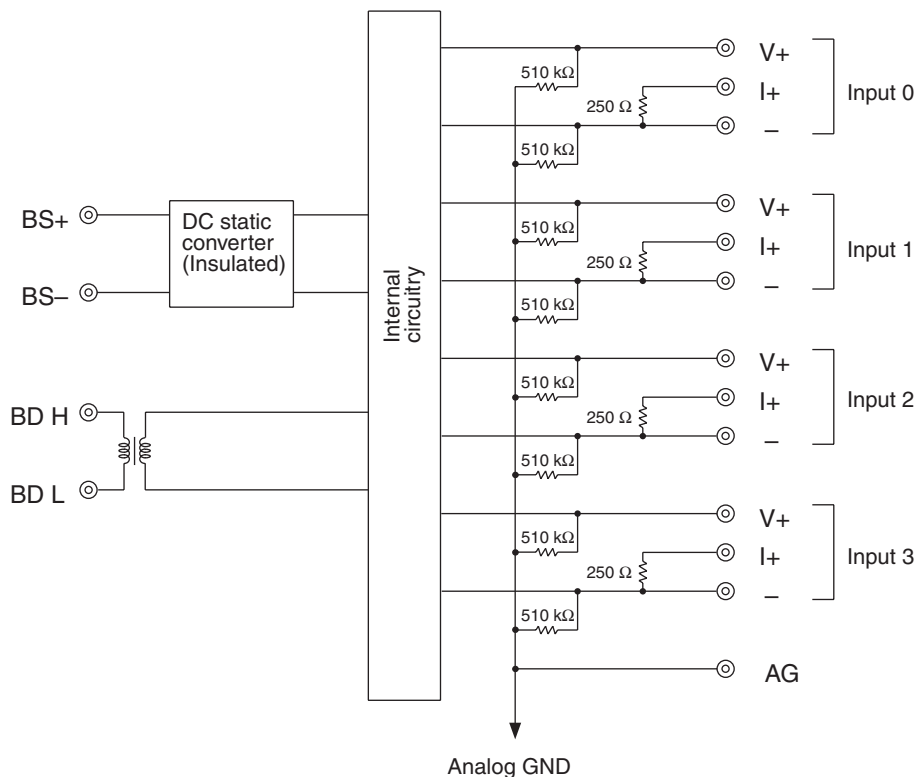 V+
510 kΩ
I+
250 Ω
Input 0
–
510 kΩ
V+
BS+
DC static
converter
(Insulated)
510 kΩ
I+
250 Ω
Input 1
BS–
–
Internal
circuitry
510 kΩ
V+
510 kΩ
I+
250 Ω
Input 2
BD H
–
510 kΩ
BD L
V+
510 kΩ
I+
250 Ω
Input 3
–
510 kΩ
AG
Analog GND